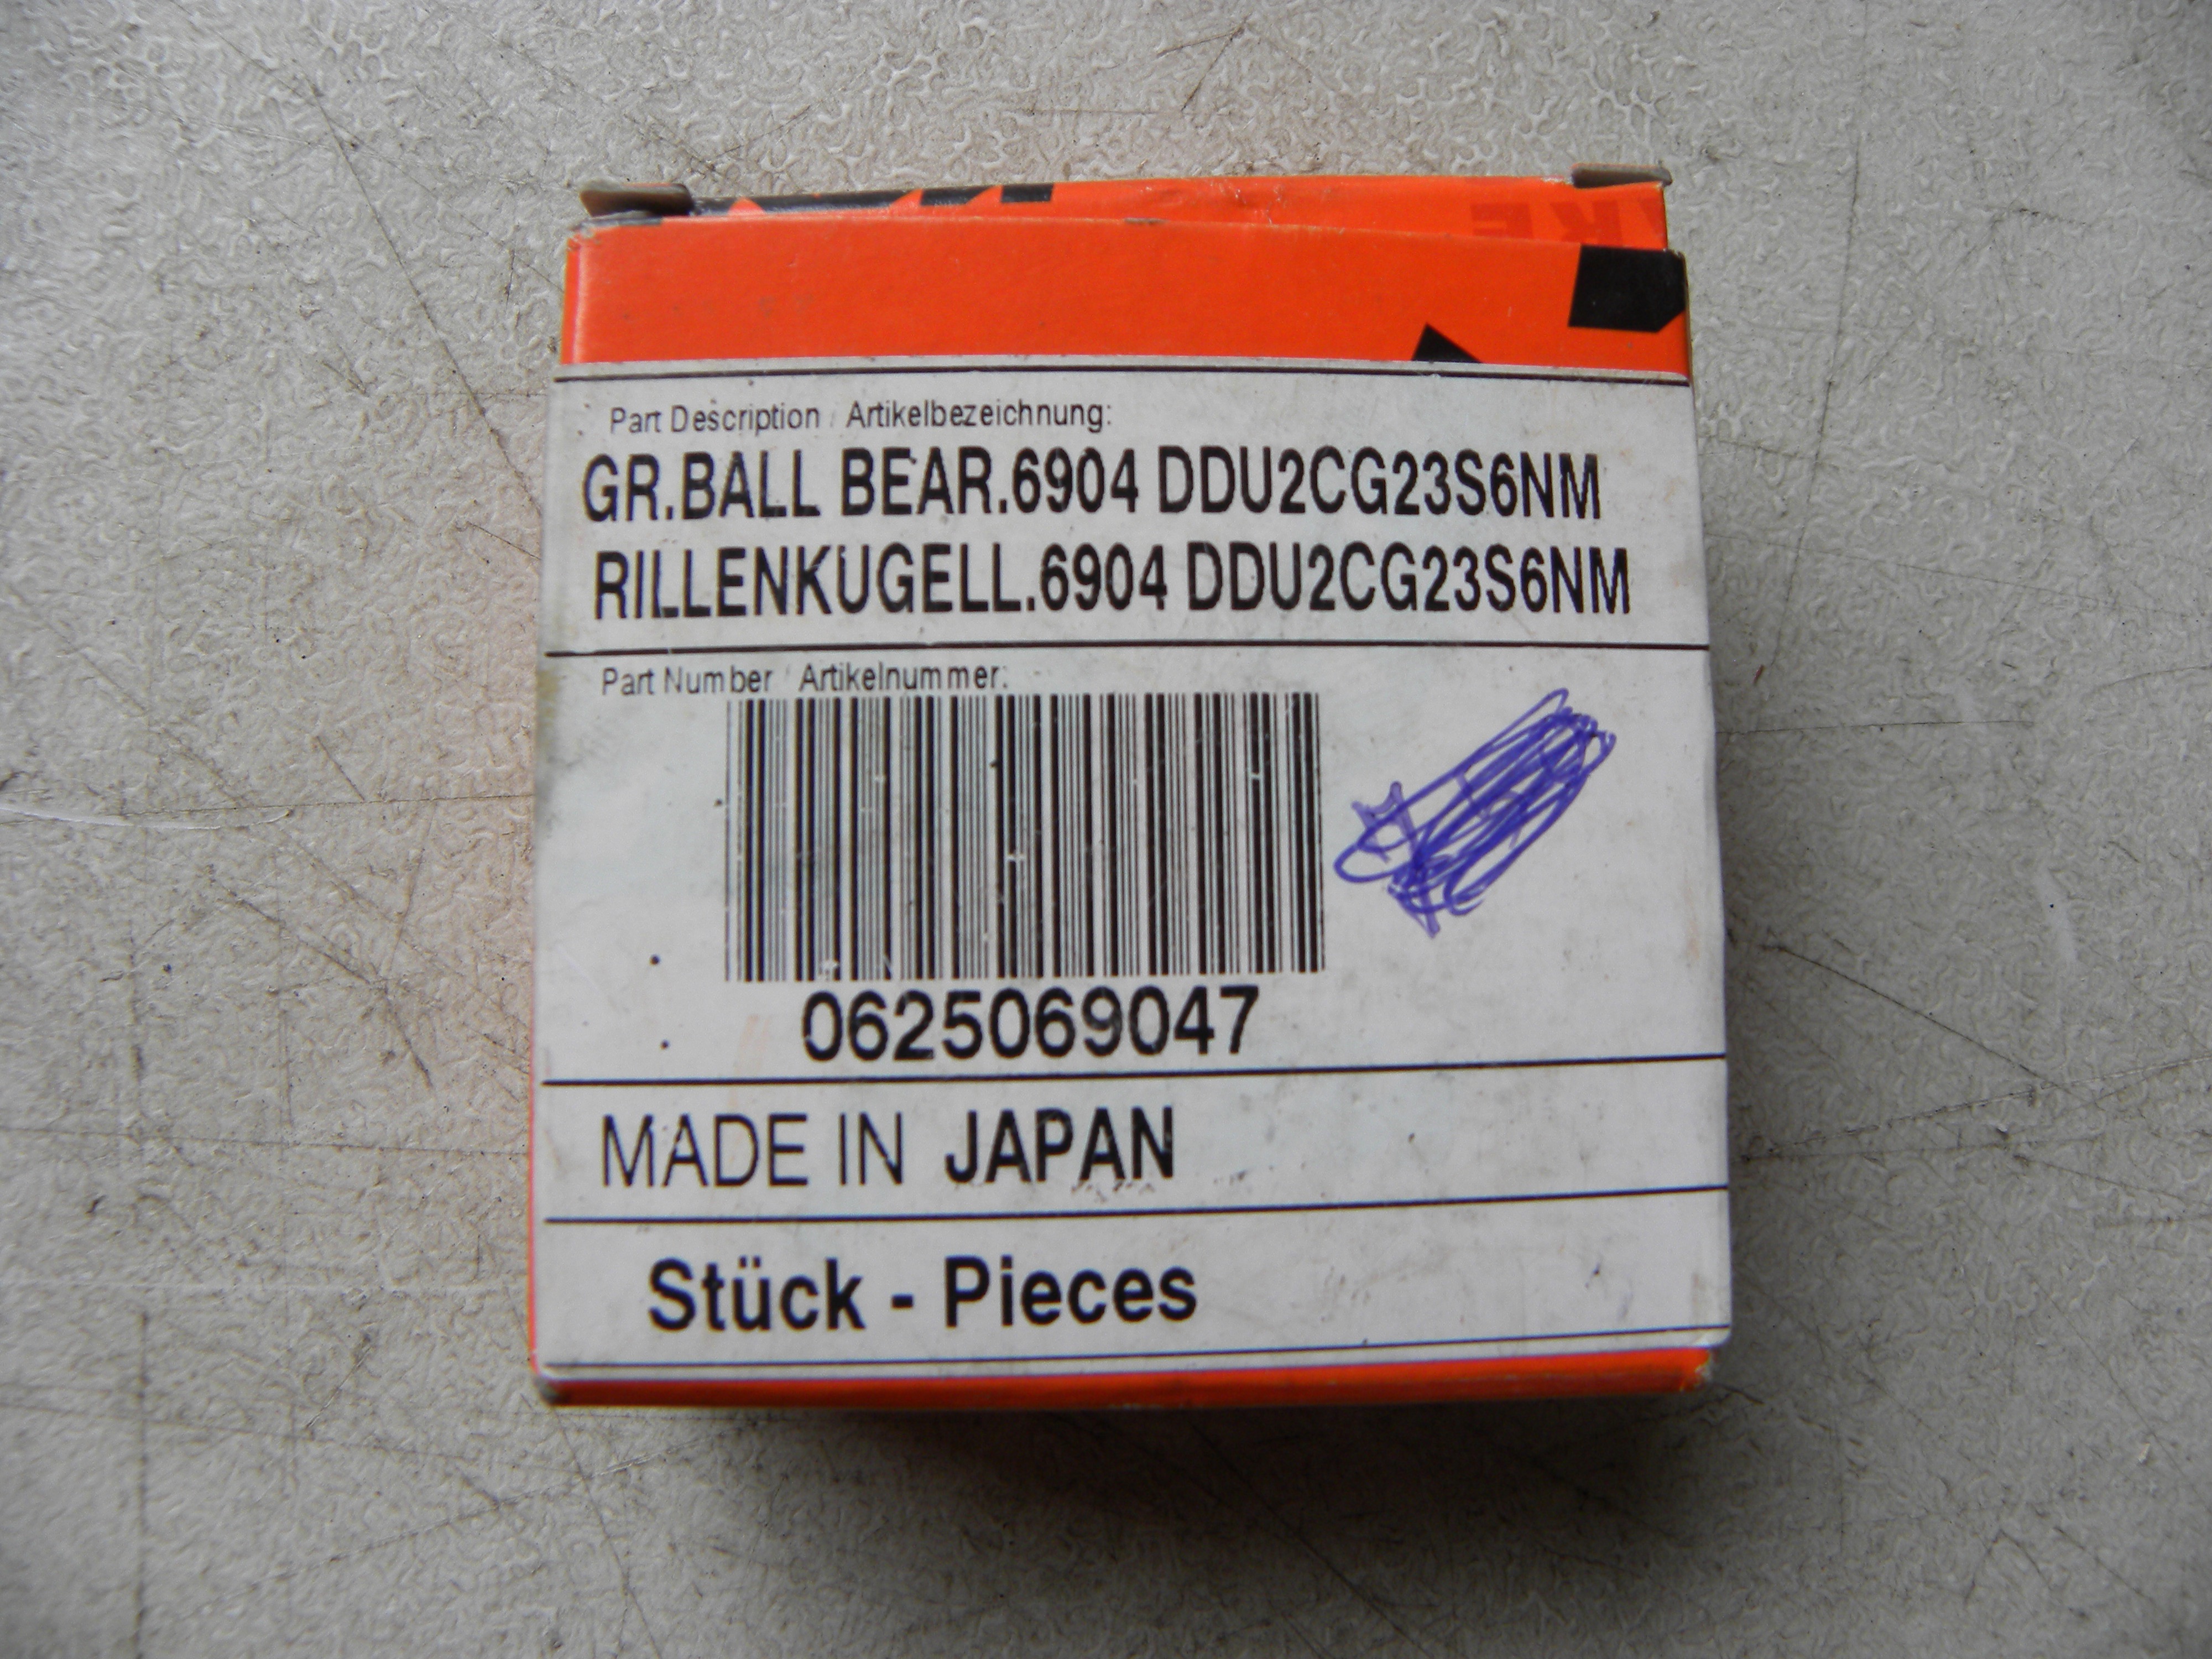 Part Description / Artikelbezeichnung:
GR.BALL BEAR.6904 DDU2CG23S6NM
RILLENKUGELL.6904 DDU2CG23S6NM
Part Number / Artikelnummer:
0625069047
MADE IN JAPAN
Stück - Pieces